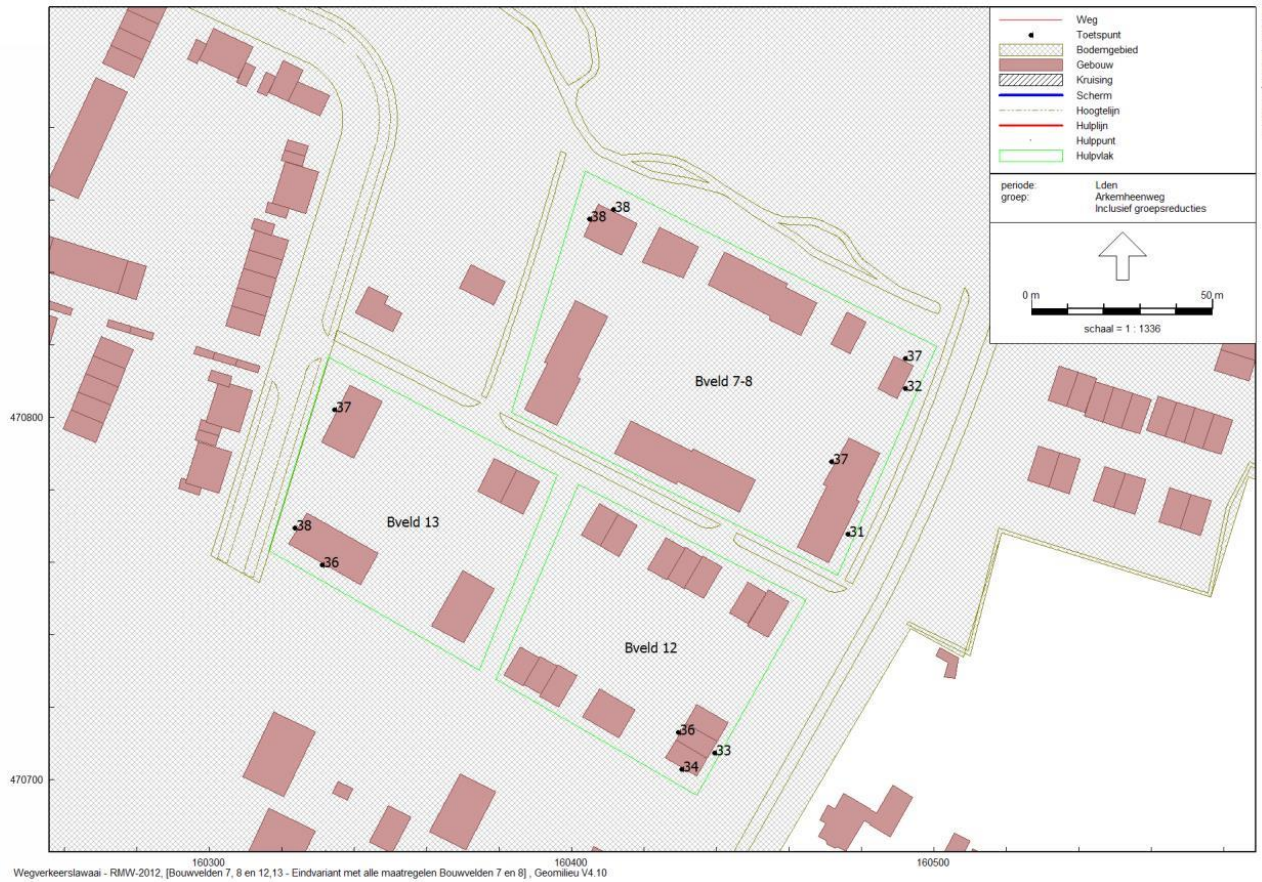 Weg
Toetspunt
Bodemgebied
Gebouw
Kruising
Scherm
Hoogtelijn
Hulplijn
Hulppunt
Hulpvlak
periode: Lden
groep: Arkemheenweg
Inclusief groepsreducties
0 m 50 m
schaal = 1 : 1336
38
38
37
32
Bveld 7-8
37
470800
37
31
Bveld 13
38
36
Bveld 12
36
33
34
470700
160300 160400 160500
Wegverkeerslawaai - RMW-2012, [Bouwvelden 7, 8 en 12,13 - Eindvariant met alle maatregelen Bouwvelden 7 en 8] , Geomilieu V4.10